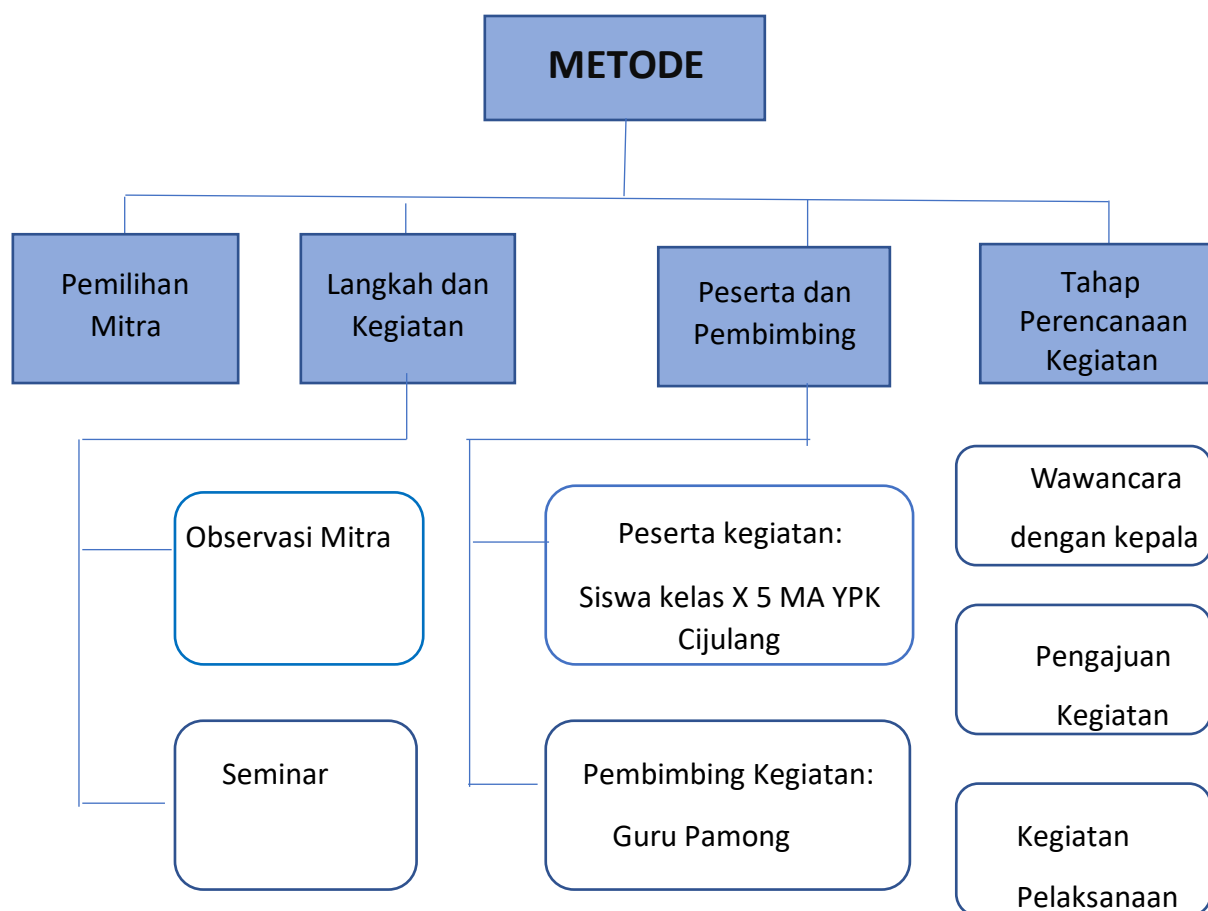 METODE
Pemilihan
Mitra
Langkah dan
Kegiatan
Peserta dan
Pembimbing
Tahap
Perencanaan
Kegiatan
Observasi Mitra
Seminar
Peserta kegiatan:
Siswa kelas X 5 MA YPK
Cijulang
Pembimbing Kegiatan:
Guru Pamong
Wawancara
dengan kepala
Pengajuan
Kegiatan
Kegiatan
Pelaksanaan